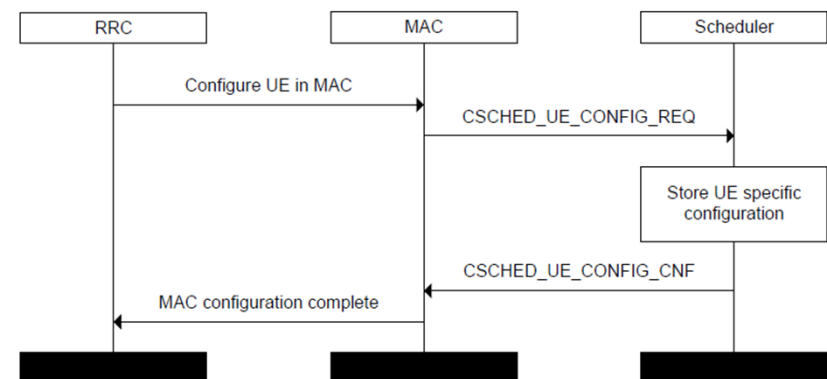 RRC
MAC
Scheduler
Configure UE in MAC
CSCHED_UE_CONFIG_REQ
Store UE specific
configuration
CSCHED_UE_CONFIG_CNF
MAC configuration complete